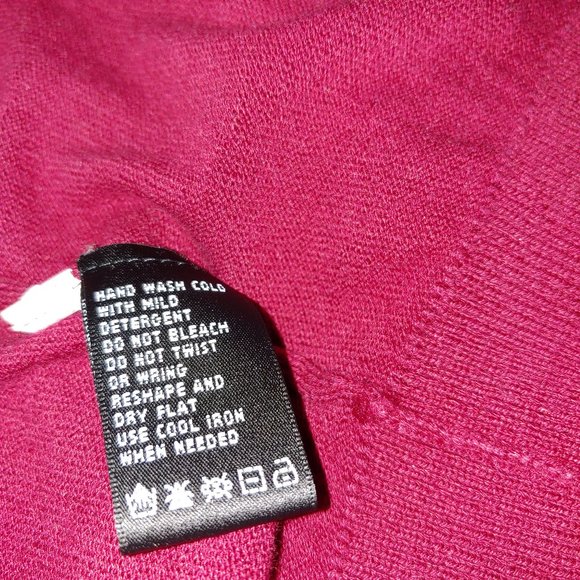 HAND WASH COLD
WITH MILD
DETERGENT
DO NOT BLEACH
DO NOT TWIST
OR WRING
RESHAPE AND
DRY FLAT
USE COOL IRON
WHEN NEEDED